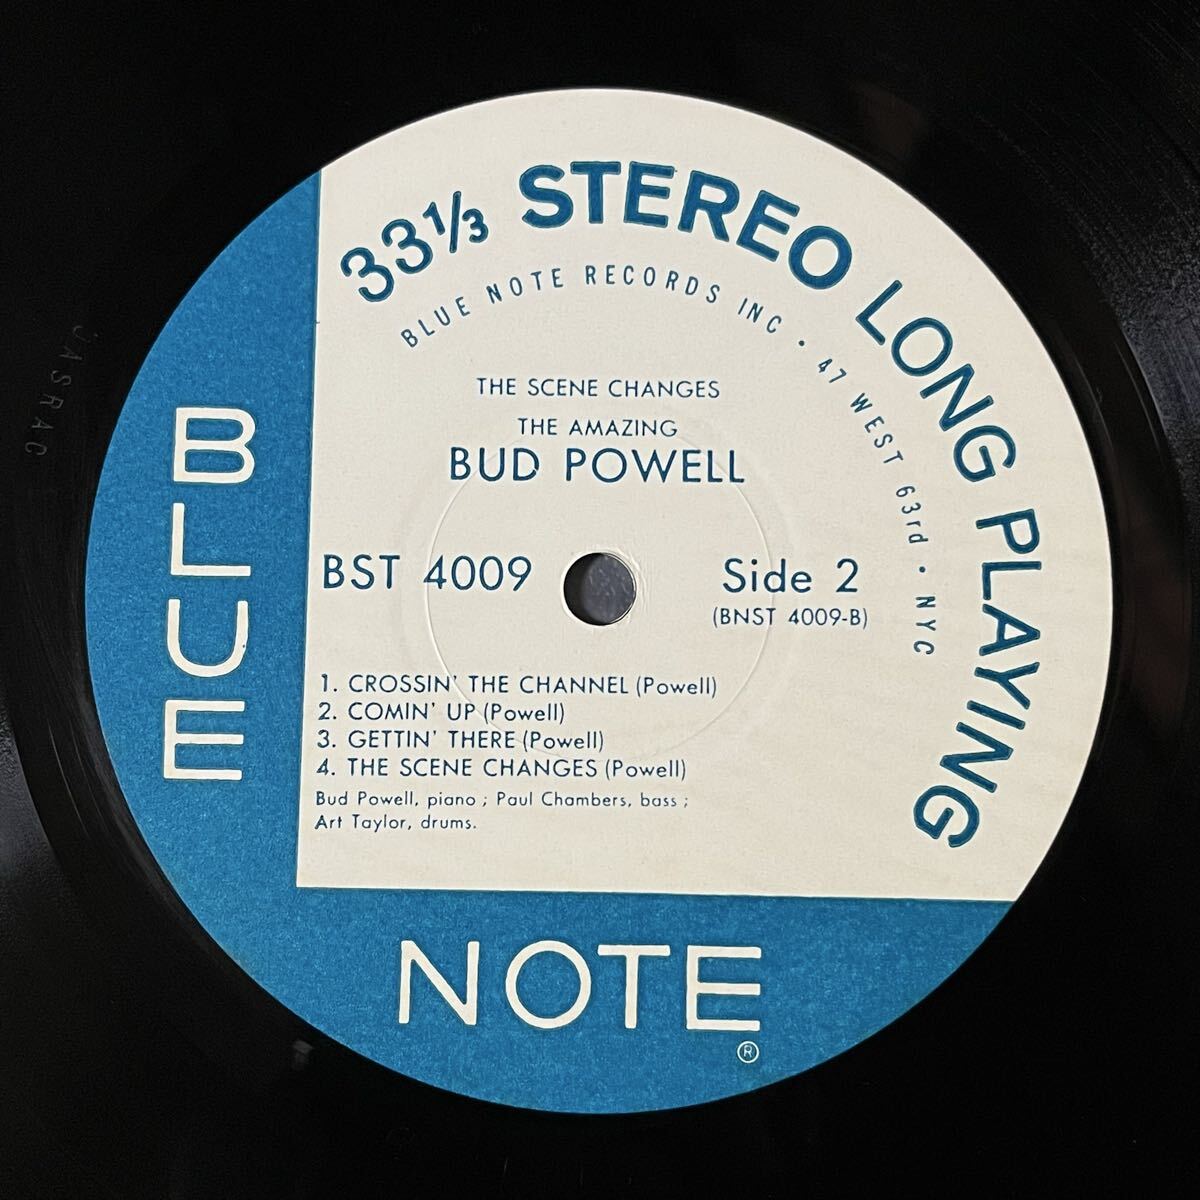 33 1/3 STEREO LONG PLAYING
BLUE NOTE RECORDS INC • 47 WEST 63rd • NYC
THE SCENE CHANGES
THE AMAZING
BUD POWELL
BST 4009
Side 2
(BNST 4009-B)
1. CROSSIN' THE CHANNEL (Powell)
2. COMIN' UP (Powell)
3. GETTIN' THERE (Powell)
4. THE SCENE CHANGES (Powell)
Bud Powell, piano ; Paul Chambers, bass ;
Art Taylor, drums.
BLUE
NOTE
®
JASRAC